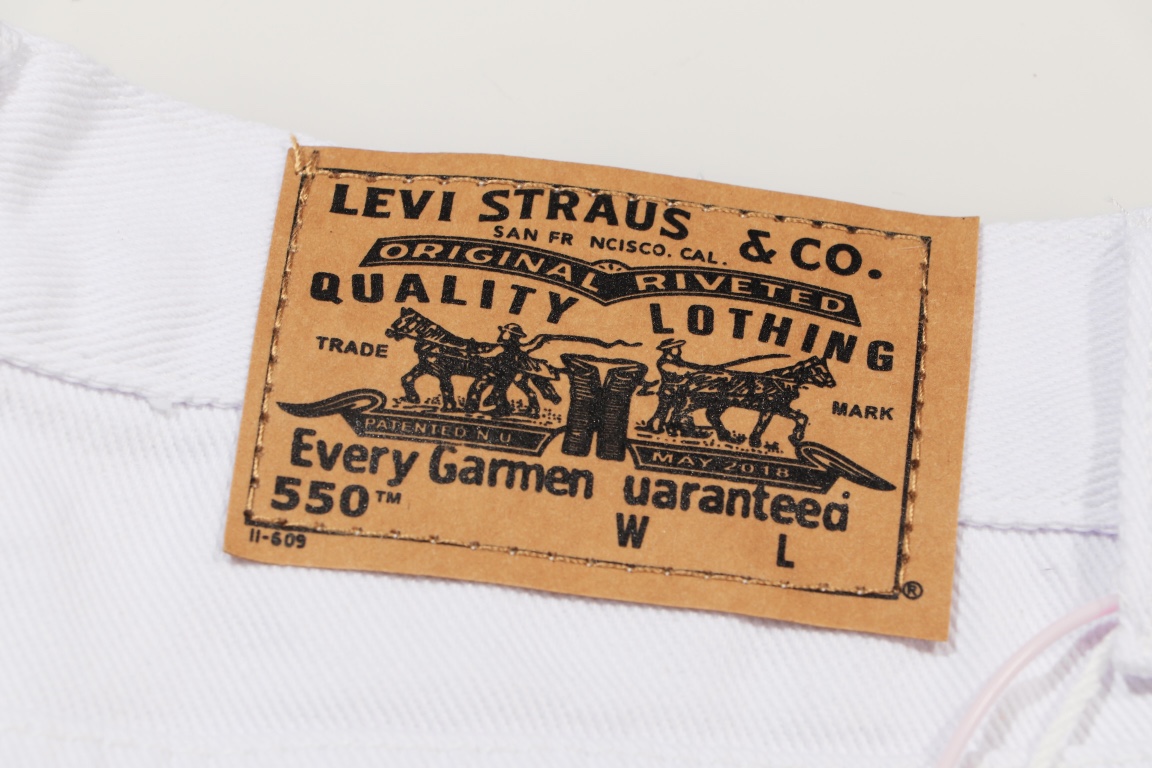 LEVI STRAUS & CO.
SAN FR NCISCO. CAL.
ORIGINAL RIVETED
QUALITY LOTHING
TRADE MARK
PATENTED N U
MAY 2018
Every Garmen uaranteed
550™
W L
11-609
®